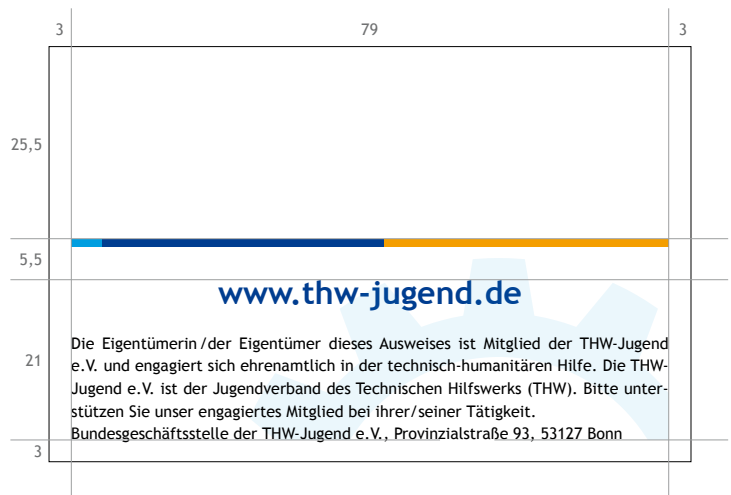 3 79 3
25,5
5,5
www.thw-jugend.de
Die Eigentümerin/der Eigentümer dieses Ausweises ist Mitglied der THW-Jugend
e.V. und engagiert sich ehrenamtlich in der technisch-humanitären Hilfe. Die THW-
Jugend e.V. ist der Jugendverband des Technischen Hilfswerks (THW). Bitte unter-
21
stützen Sie unser engagiertes Mitglied bei ihrer/seiner Tätigkeit.
Bundesgeschäftsstelle der THW-Jugend e.V., Provinzialstraße 93, 53127 Bonn
3